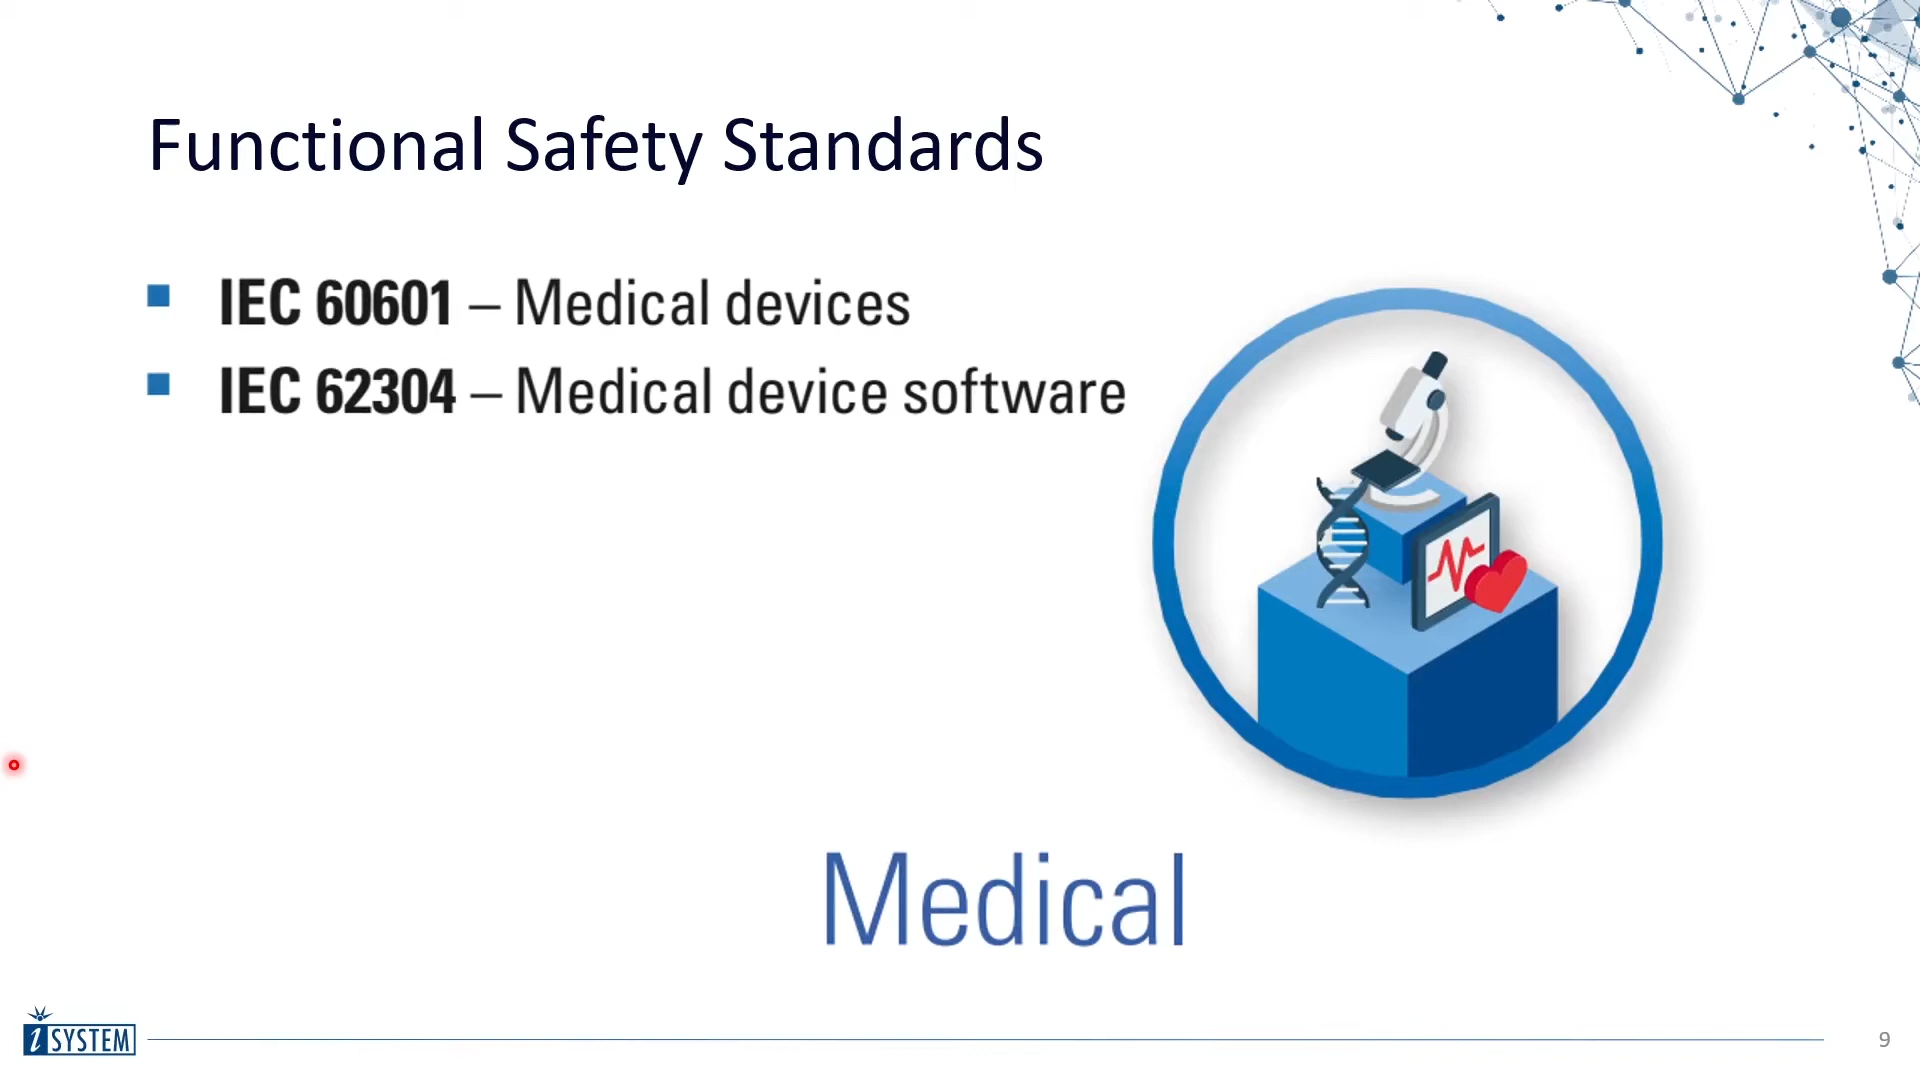 Functional Safety Standards
▪ IEC 60601 – Medical devices
▪ IEC 62304 – Medical device software
Medical
iSYSTEM
9